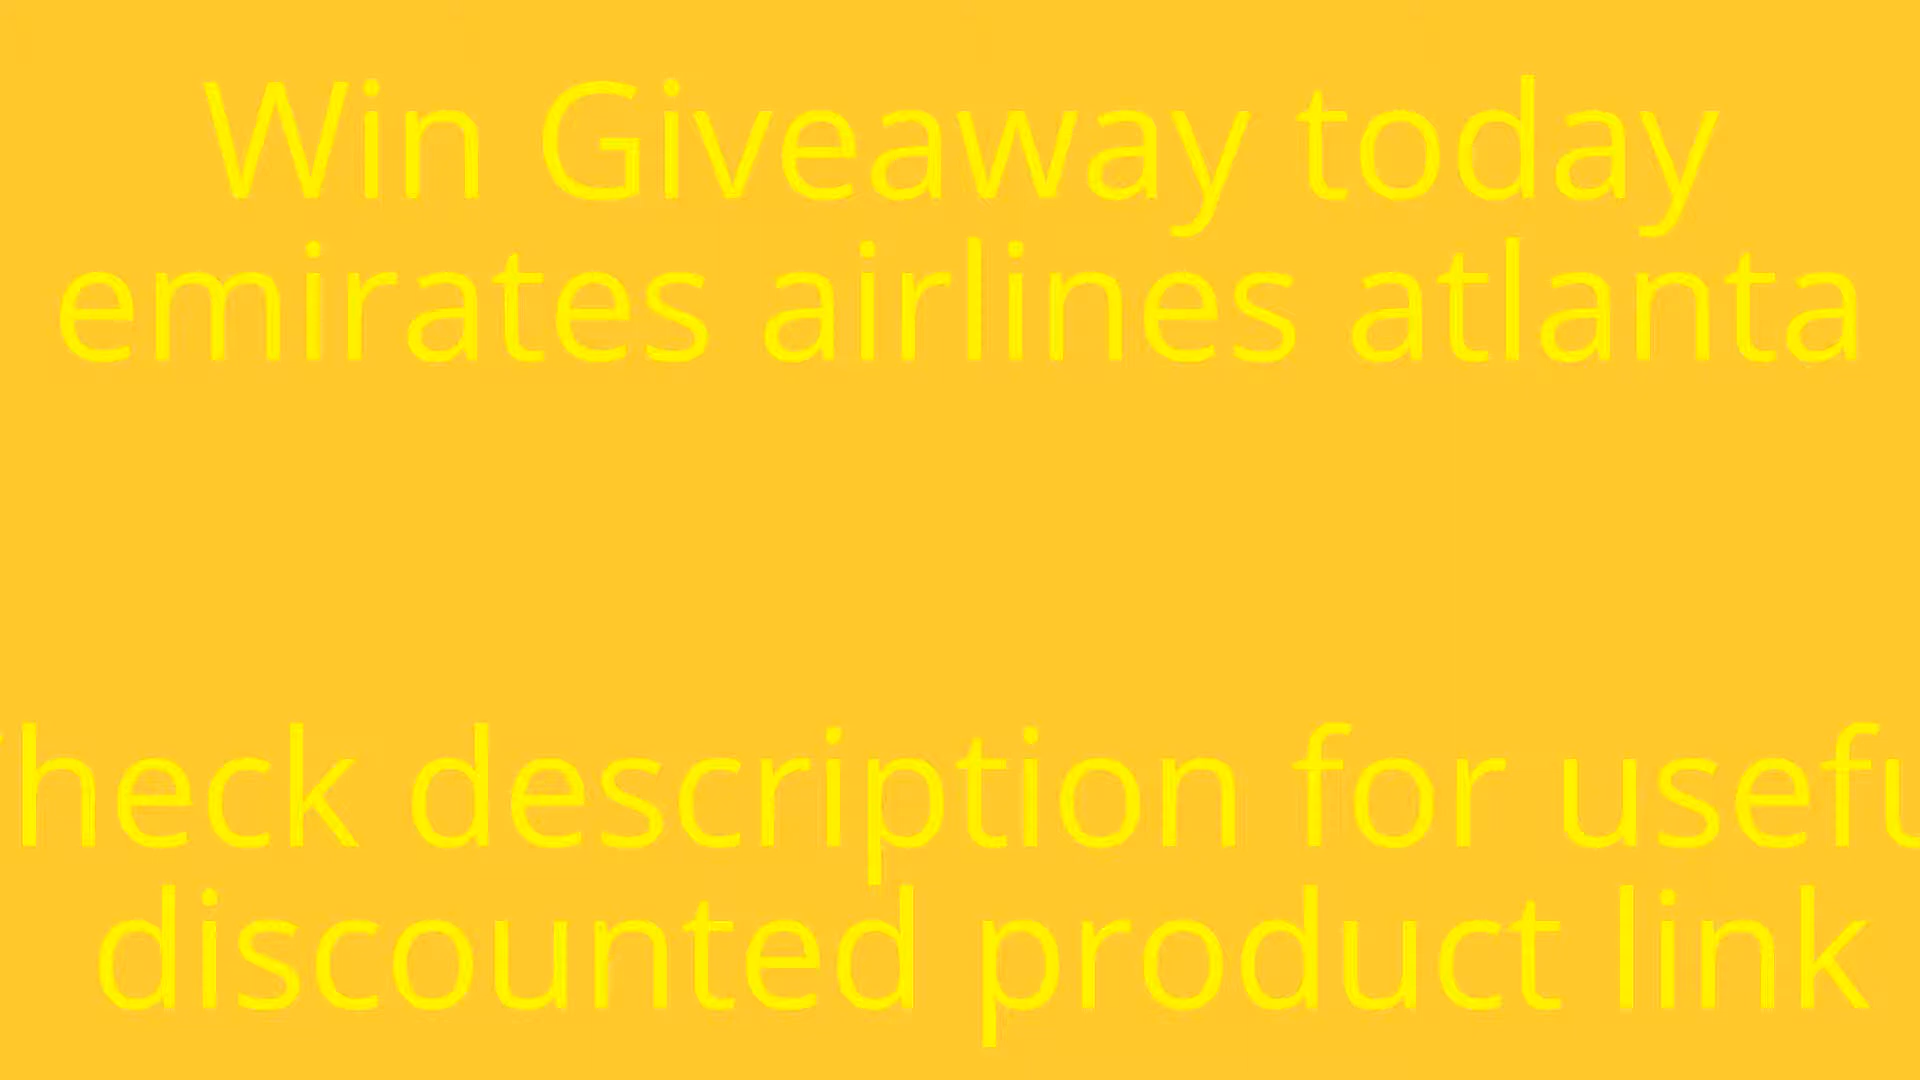 Win Giveaway today
emirates airlines atlanta
heck description for usefu
discounted product link